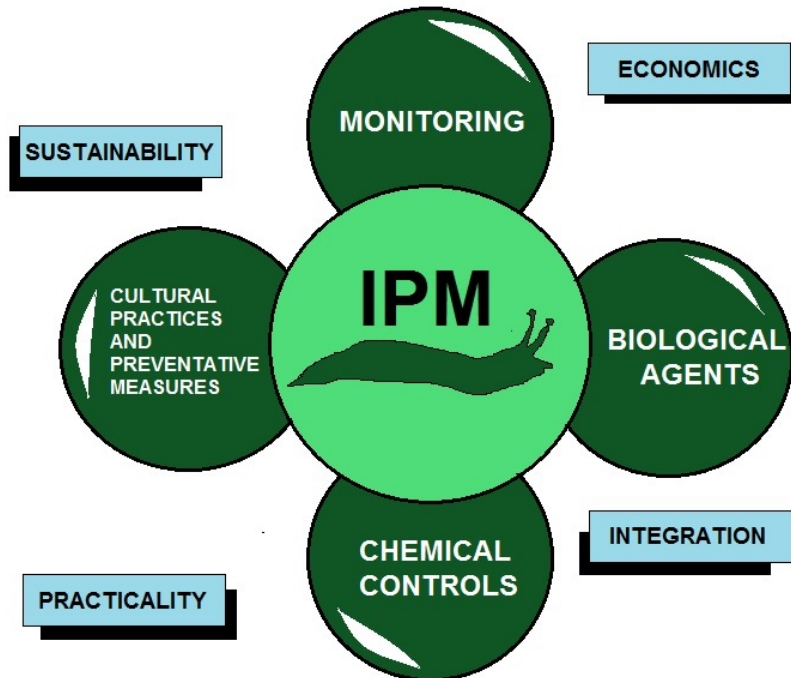 ECONOMICS
MONITORING
SUSTAINABILITY
IPM
CULTURAL
PRACTICES
AND
PREVENTATIVE
MEASURES
BIOLOGICAL
AGENTS
CHEMICAL
CONTROLS
INTEGRATION
PRACTICALITY